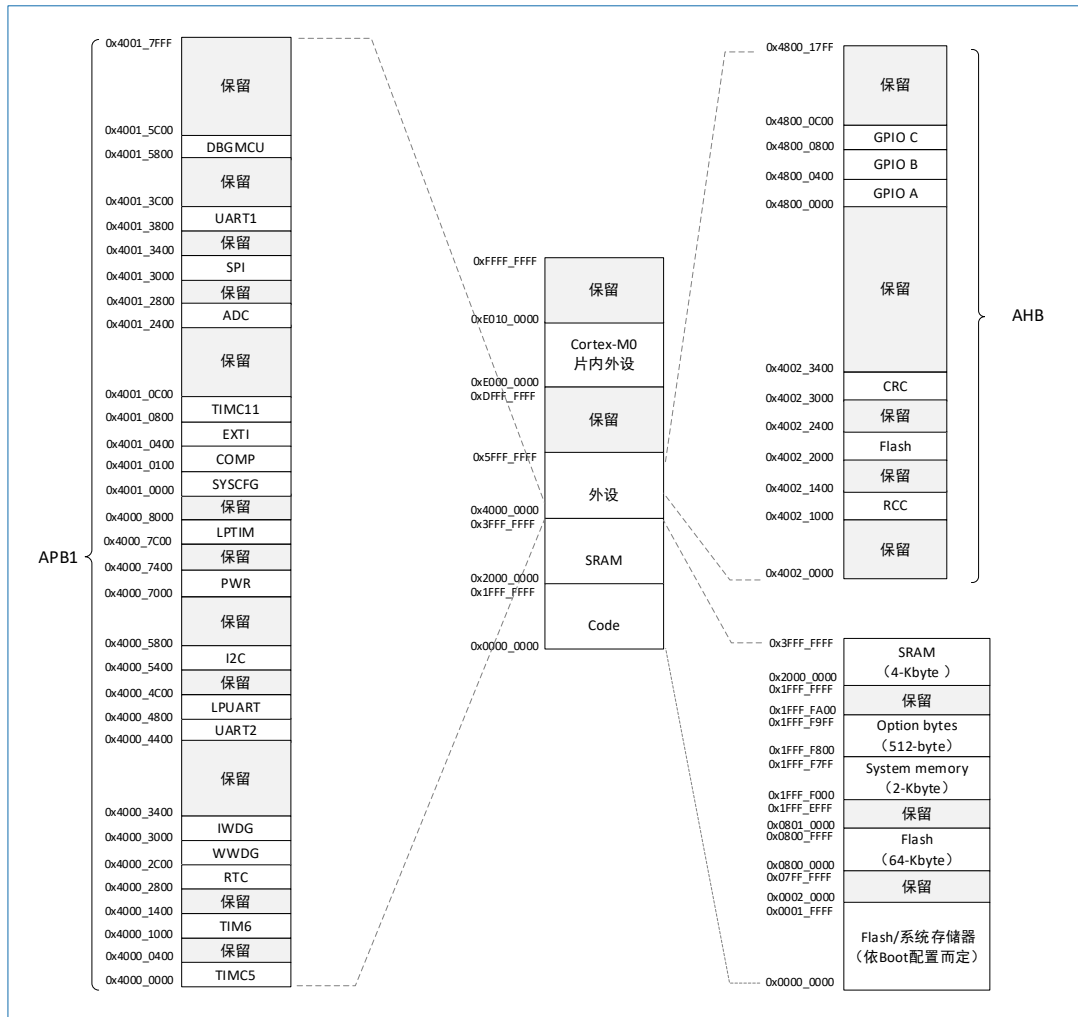 APB1
0x4001_7FFF
保留
0x4001_5C00
DBGMCU
0x4001_5800
保留
0x4001_3C00
UART1
0x4001_3800
保留
0x4001_3400
SPI
0x4001_3000
保留
0x4001_2800
ADC
0x4001_2400
保留
0x4001_0C00
TIMC11
0x4001_0800
EXTI
0x4001_0400
COMP
0x4001_0100
SYSCFG
0x4001_0000
保留
0x4000_8000
LPTIM
0x4000_7C00
保留
0x4000_7400
PWR
0x4000_7000
保留
0x4000_5800
I2C
0x4000_5400
保留
0x4000_4C00
LPUART
0x4000_4800
UART2
0x4000_4400
保留
0x4000_3400
IWDG
0x4000_3000
WWDG
0x4000_2C00
RTC
0x4000_2800
保留
0x4000_1400
TIM6
0x4000_1000
保留
0x4000_0400
TIMC5
0x4000_0000
0xFFFF_FFFF
保留
0xE010_0000
Cortex-M0
片内外设
0xE000_0000
0xDFFF_FFFF
保留
0x5FFF_FFFF
外设
0x4000_0000
0x3FFF_FFFF
SRAM
0x2000_0000
0x1FFF_FFFF
Code
0x0000_0000
0x4800_17FF
保留
0x4800_0C00
GPIO C
0x4800_0800
GPIO B
0x4800_0400
GPIO A
0x4800_0000
保留
0x4002_3400
CRC
0x4002_3000
保留
0x4002_2400
Flash
0x4002_2000
保留
0x4002_1400
RCC
0x4002_1000
保留
0x4002_0000
AHB
0x3FFF_FFFF
SRAM
（4-Kbyte ）
0x2000_0000
0x1FFF_FFFF
保留
0x1FFF_FA00
0x1FFF_F9FF
Option bytes
（512-byte）
0x1FFF_F800
0x1FFF_F7FF
System memory
（2-Kbyte）
0x1FFF_F000
0x1FFF_EFFF
保留
0x0801_0000
0x0800_FFFF
Flash
（64-Kbyte）
0x0800_0000
0x07FF_FFFF
保留
0x0002_0000
0x0001_FFFF
Flash/系统存储器
（依Boot配置而定）
0x0000_0000